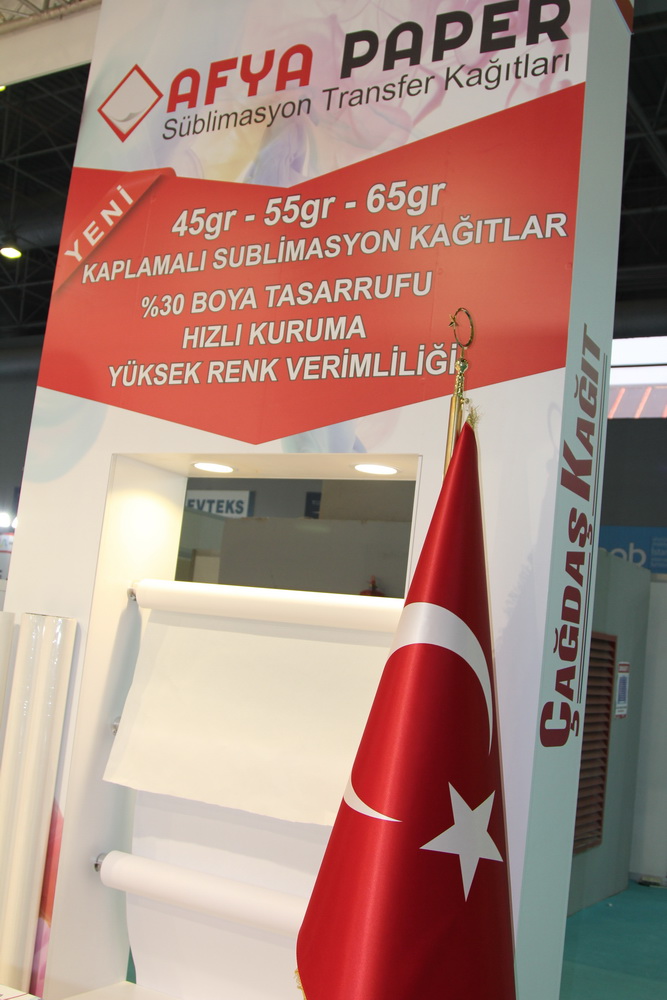 AFYA PAPER
Süblimasyon Transfer Kağıtları
YENİ
45gr - 55gr - 65gr
KAPLAMALI SUBLİMASYON KAĞITLAR
%30 BOYA TASARRUFU
HIZLI KURUMA
YÜKSEK RENK VERİMLİLİĞİ
ÇAĞDAŞ KAĞIT
EVTEKS